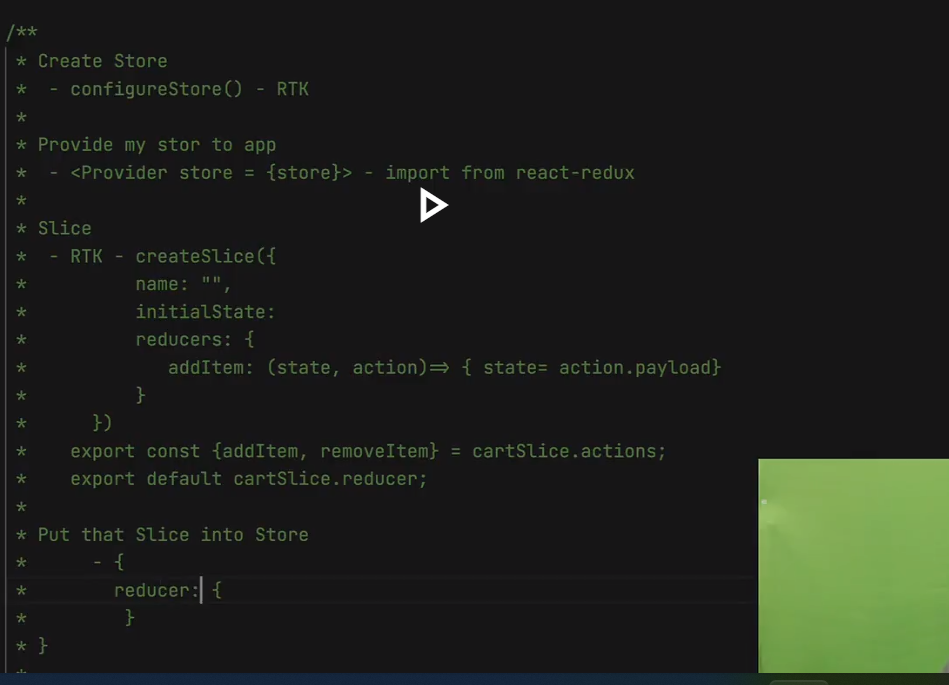 /**
* Create Store
* - configureStore() - RTK
*
* Provide my stor to app
* - <Provider store = {store}> - import from react-redux
*
* Slice
* - RTK - createSlice({
* name: "",
* initialState:
* reducers: {
* addItem: (state, action)=> { state= action.payload}
* }
* })
* export const {addItem, removeItem} = cartSlice.actions;
* export default cartSlice.reducer;
*
* Put that Slice into Store
* - {
* reducer: {
* }
* }
*